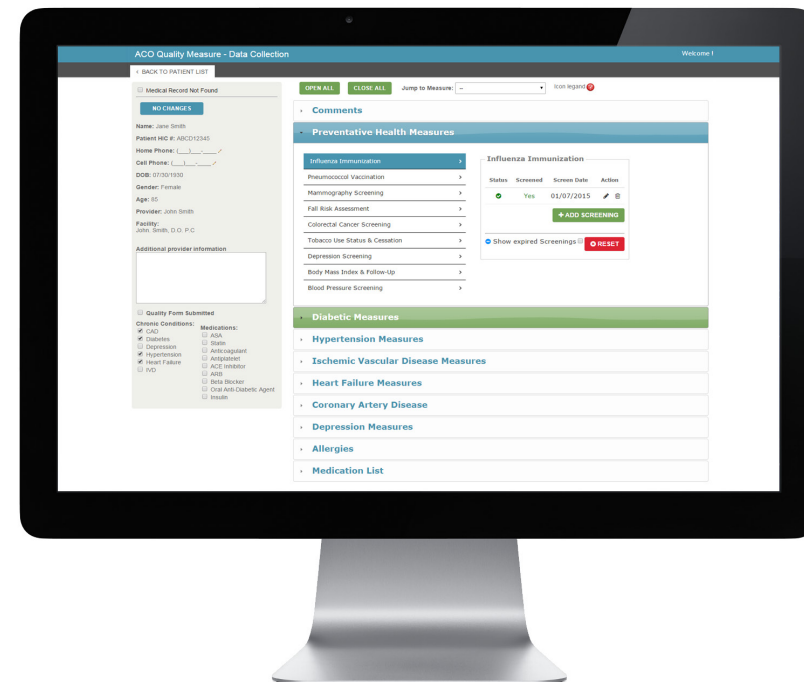 ACO Quality Measure - Data Collection
Welcome !
‹ BACK TO PATIENT LIST
Medical Record Not Found
NO CHANGES
Name: Jane Smith
Patient HIC #: ABCD12345
Home Phone: (___)___-____
Cell Phone: (___)___-____
DOB: 07/30/1930
Gender: Female
Age: 85
Provider: John Smith
Facility:
John Smith, D.O. P.C
Additional provider information
Quality Form Submitted
Chronic Conditions:
CAD
Diabetes
Depression
Hypertension
Heart Failure
IVD
Medications:
ASA
Statin
Anticoagulant
Antiplatelet
ACE Inhibitor
ARB
Beta Blocker
Oral Anti-Diabetic Agent
Insulin
OPEN ALL CLOSE ALL Jump to Measure: -- Icon legand ?
Comments
Preventative Health Measures
Influenza Immunization
Pneumococcol Vaccination
Mammography Screening
Fall Risk Assessment
Colorectal Cancer Screening
Tobacco Use Status & Cessation
Depression Screening
Body Mass Index & Follow-Up
Blood Pressure Screening
Influenza Immunization
Status Screened Screen Date Action
Yes 01/07/2015
+ ADD SCREENING
Show expired Screenings RESET
Diabetic Measures
Hypertension Measures
Ischemic Vascular Disease Measures
Heart Failure Measures
Coronary Artery Disease
Depression Measures
Allergies
Medication List